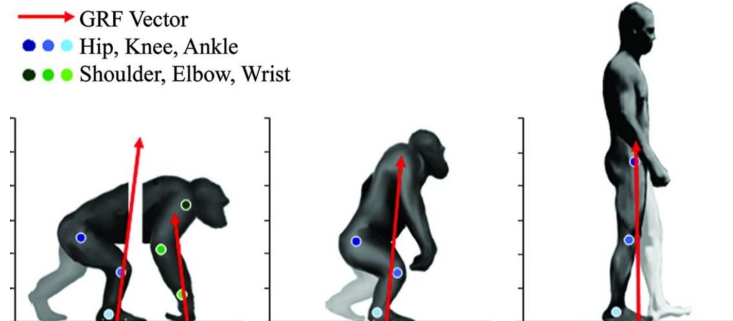 GRF Vector
Hip, Knee, Ankle
Shoulder, Elbow, Wrist